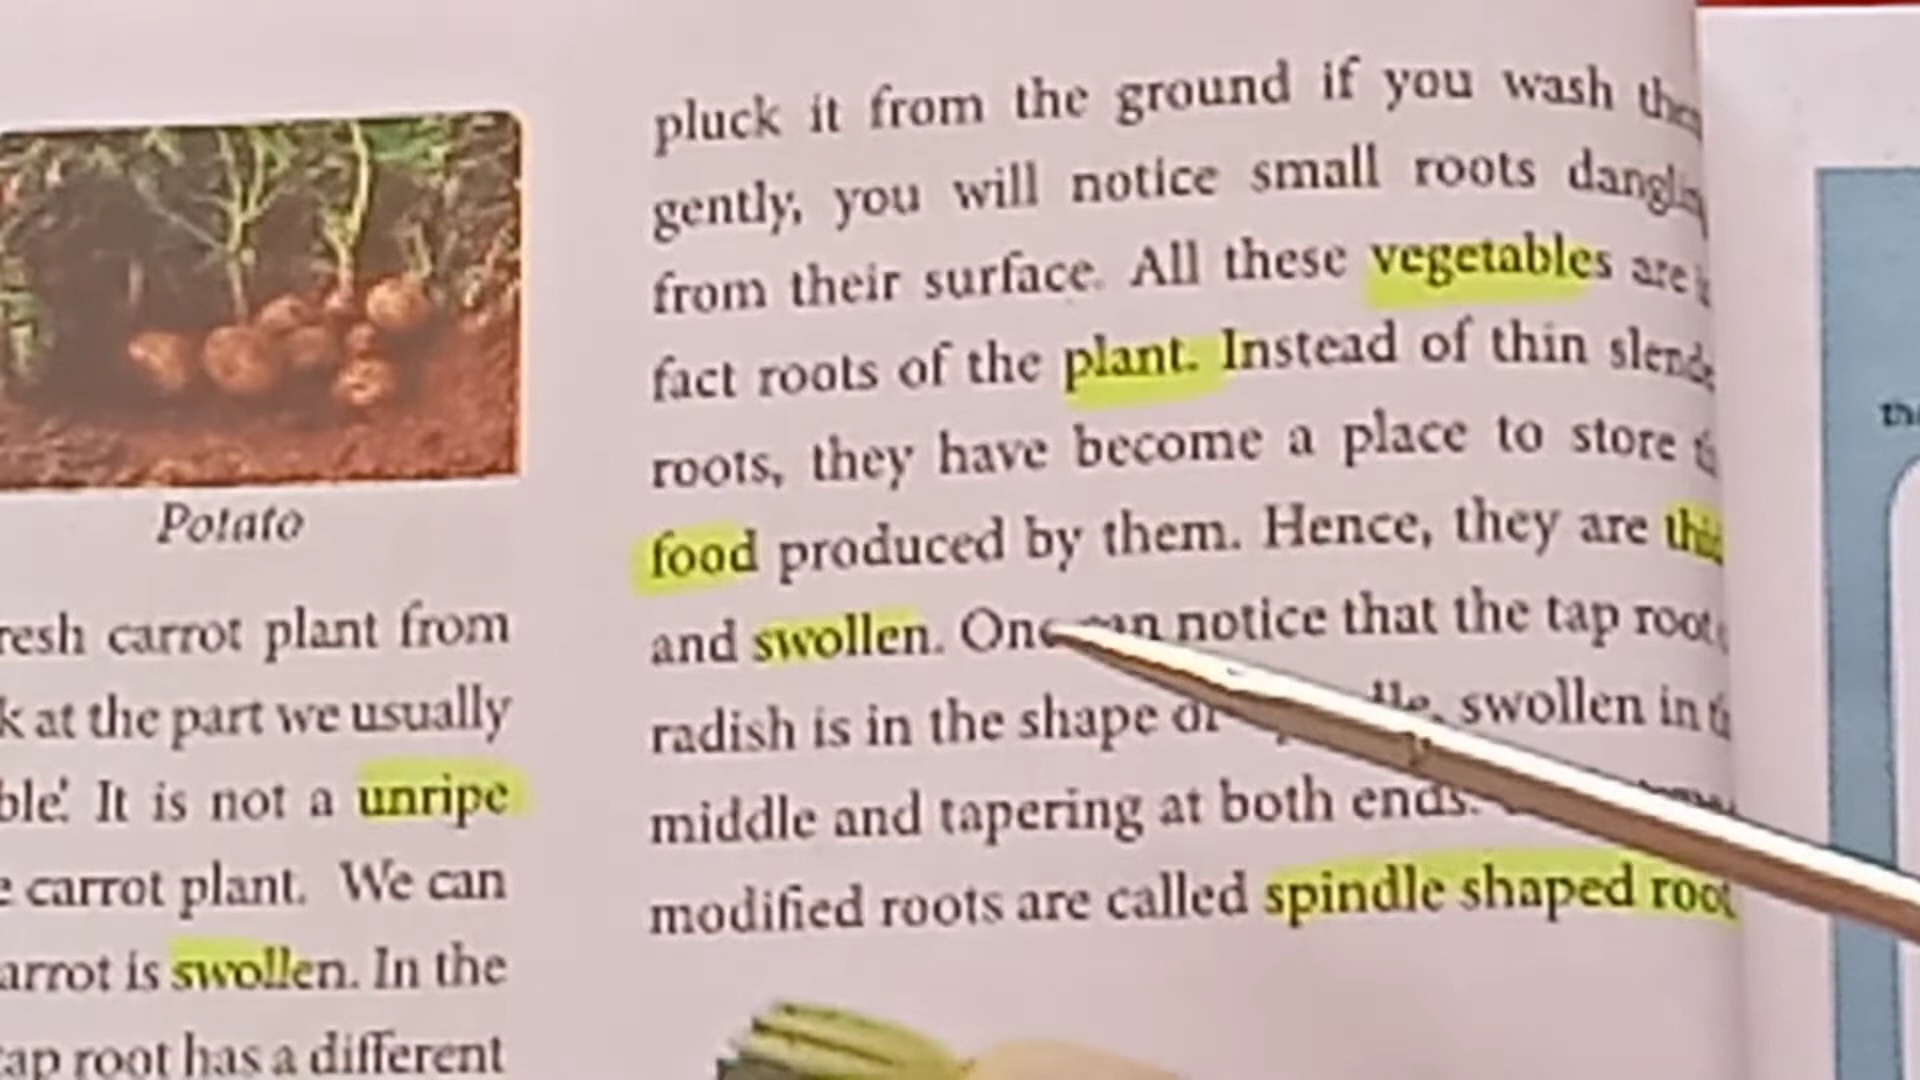 Potato
resh carrot plant from
k at the part we usually
ble'. It is not a unripe
e carrot plant. We can
arrot is swollen. In the
tap root has a different
pluck it from the ground if you wash
gently, you will notice small roots
from their surface. All these vegetables are
fact roots of the plant. Instead of thin
roots, they have become a place to store
food produced by them. Hence, they are
and swollen. One notice that the tap root
radish is in the shape swollen in
middle and tapering at both ends.
modified roots are called spindle shaped root